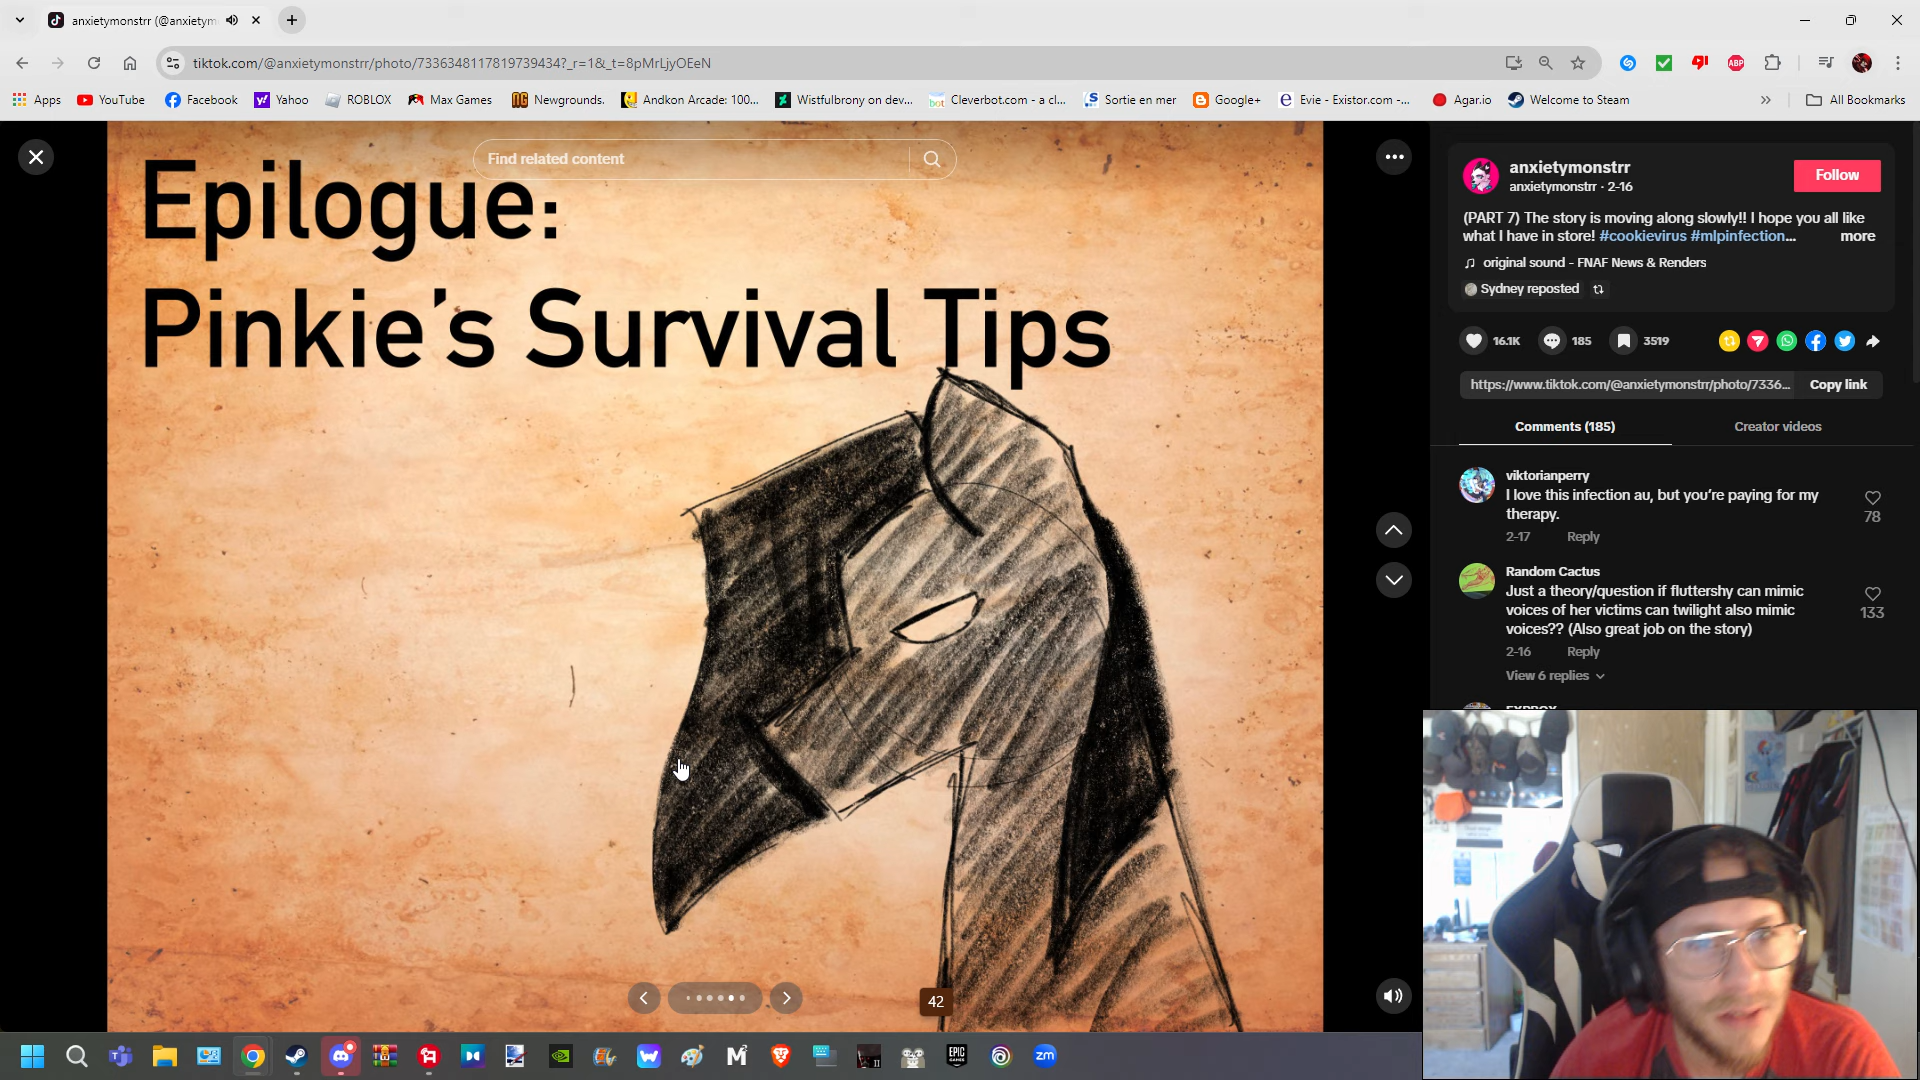 anxietymonstrr (@anxietym
tiktok.com/@anxietymonstrr/photo/7336348117819739434?_r=1&_t=8pMrLjyOEeN
ABP
Apps
YouTube
Facebook
Yahoo
ROBLOX
Max Games
Newgrounds.
Andkon Arcade: 100...
Wistfulbrony on dev...
Cleverbot.com - a cl...
Sortie en mer
Google+
Evie - Existor.com -...
Agar.io
Welcome to Steam
All Bookmarks
Find related content
Epilogue:
Pinkie's Survival Tips
42
anxietymonstrr
anxietymonstrr · 2-16
Follow
(PART 7) The story is moving along slowly!! I hope you all like
what I have in store! #cookievirus #mlpinfection... more
original sound - FNAF News & Renders
Sydney reposted
16.1K
185
3519
https://www.tiktok.com/@anxietymonstrr/photo/7336...
Copy link
Comments (185)
Creator videos
viktorianperry
I love this infection au, but you're paying for my
therapy.
78
2-17 Reply
Random Cactus
Just a theory/question if fluttershy can mimic
voices of her victims can twilight also mimic
voices?? (Also great job on the story)
133
2-16 Reply
View 6 replies
EPIC
GAMES
zm